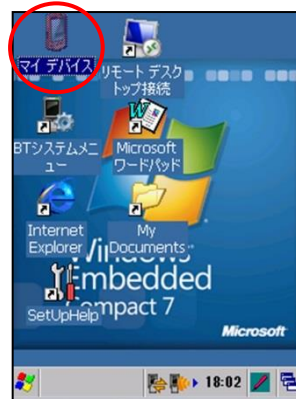 マイ デバイス
リモート デスク
トップ接続
BTシステムメニ
ュー
Microsoft
ワードパッド
Internet
Explorer
My
Documents
Windows
Embedded
Compact 7
SetUpHelp
Microsoft
18:02